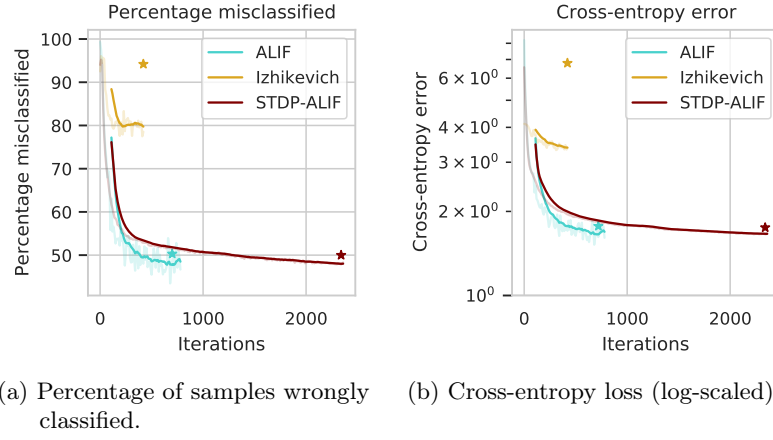 Percentage misclassified
Percentage misclassified
100
90
80
70
60
50
ALIF
Izhikevich
STDP-ALIF
0
1000
2000
Iterations
(a) Percentage of samples wrongly
classified.
Cross-entropy error
Cross-entropy error
6 × 10⁰
4 × 10⁰
3 × 10⁰
2 × 10⁰
10⁰
ALIF
Izhikevich
STDP-ALIF
0
1000
2000
Iterations
(b) Cross-entropy loss (log-scaled)